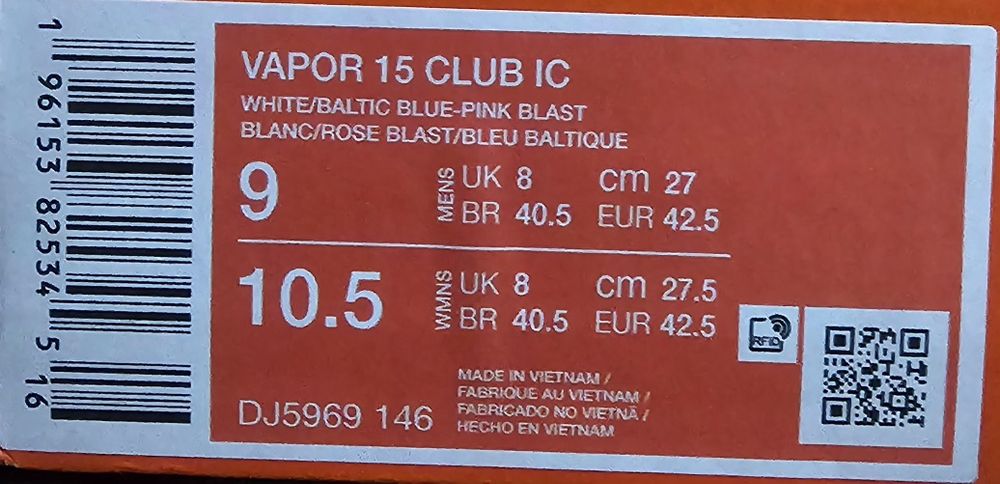 1 96153 82534 5 16
VAPOR 15 CLUB IC
WHITE/BALTIC BLUE-PINK BLAST
BLANC/ROSE BLAST/BLEU BALTIQUE
9 MENS UK 8 cm 27
BR 40.5 EUR 42.5
10.5 WMNS UK 8 cm 27.5
BR 40.5 EUR 42.5
RFID
DJ5969 146
MADE IN VIETNAM /
FABRIQUE AU VIETNAM /
FABRICADO NO VIETNÃ /
HECHO EN VIETNAM